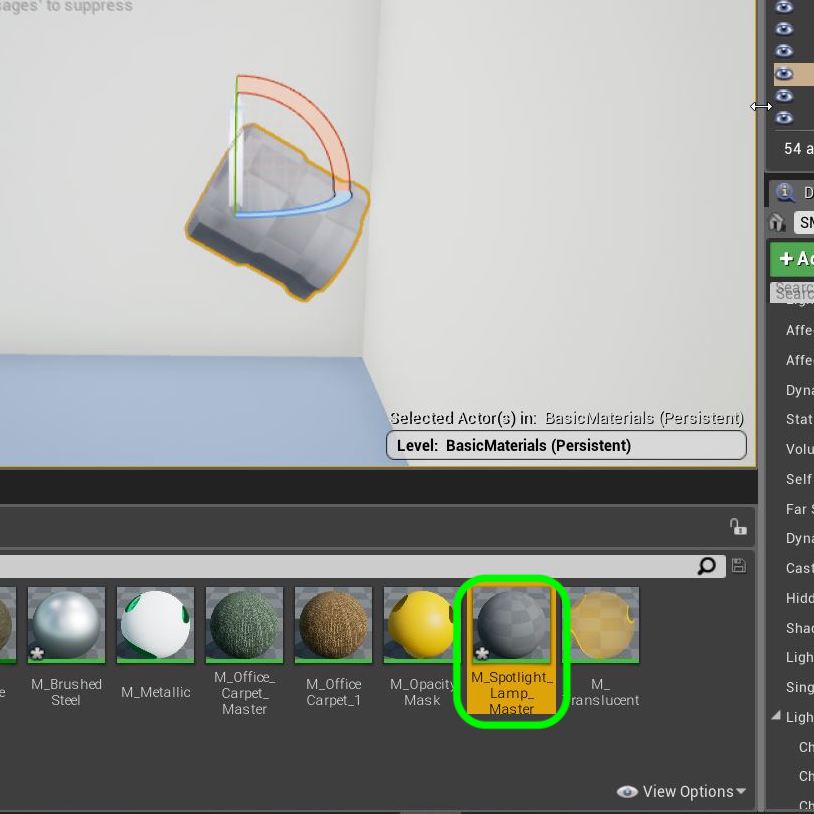 sages' to suppress
54 a
D
SM
+ Ad
Search
Affe
Affe
Dyna
Stat
Volu
Self
Far S
Dyna
Cast
Hidd
Shad
Ligh
Sing
Ligh
Ch
Ch
Ch
Selected Actor(s) in: BasicMaterials (Persistent)
Level: BasicMaterials (Persistent)
e
M_Brushed
Steel
M_Metallic
M_Office_
Carpet_
Master
M_Office
Carpet_1
M_Opacity
Mask
M_Spotlight_
Lamp_
Master
M_
Translucent
View Options